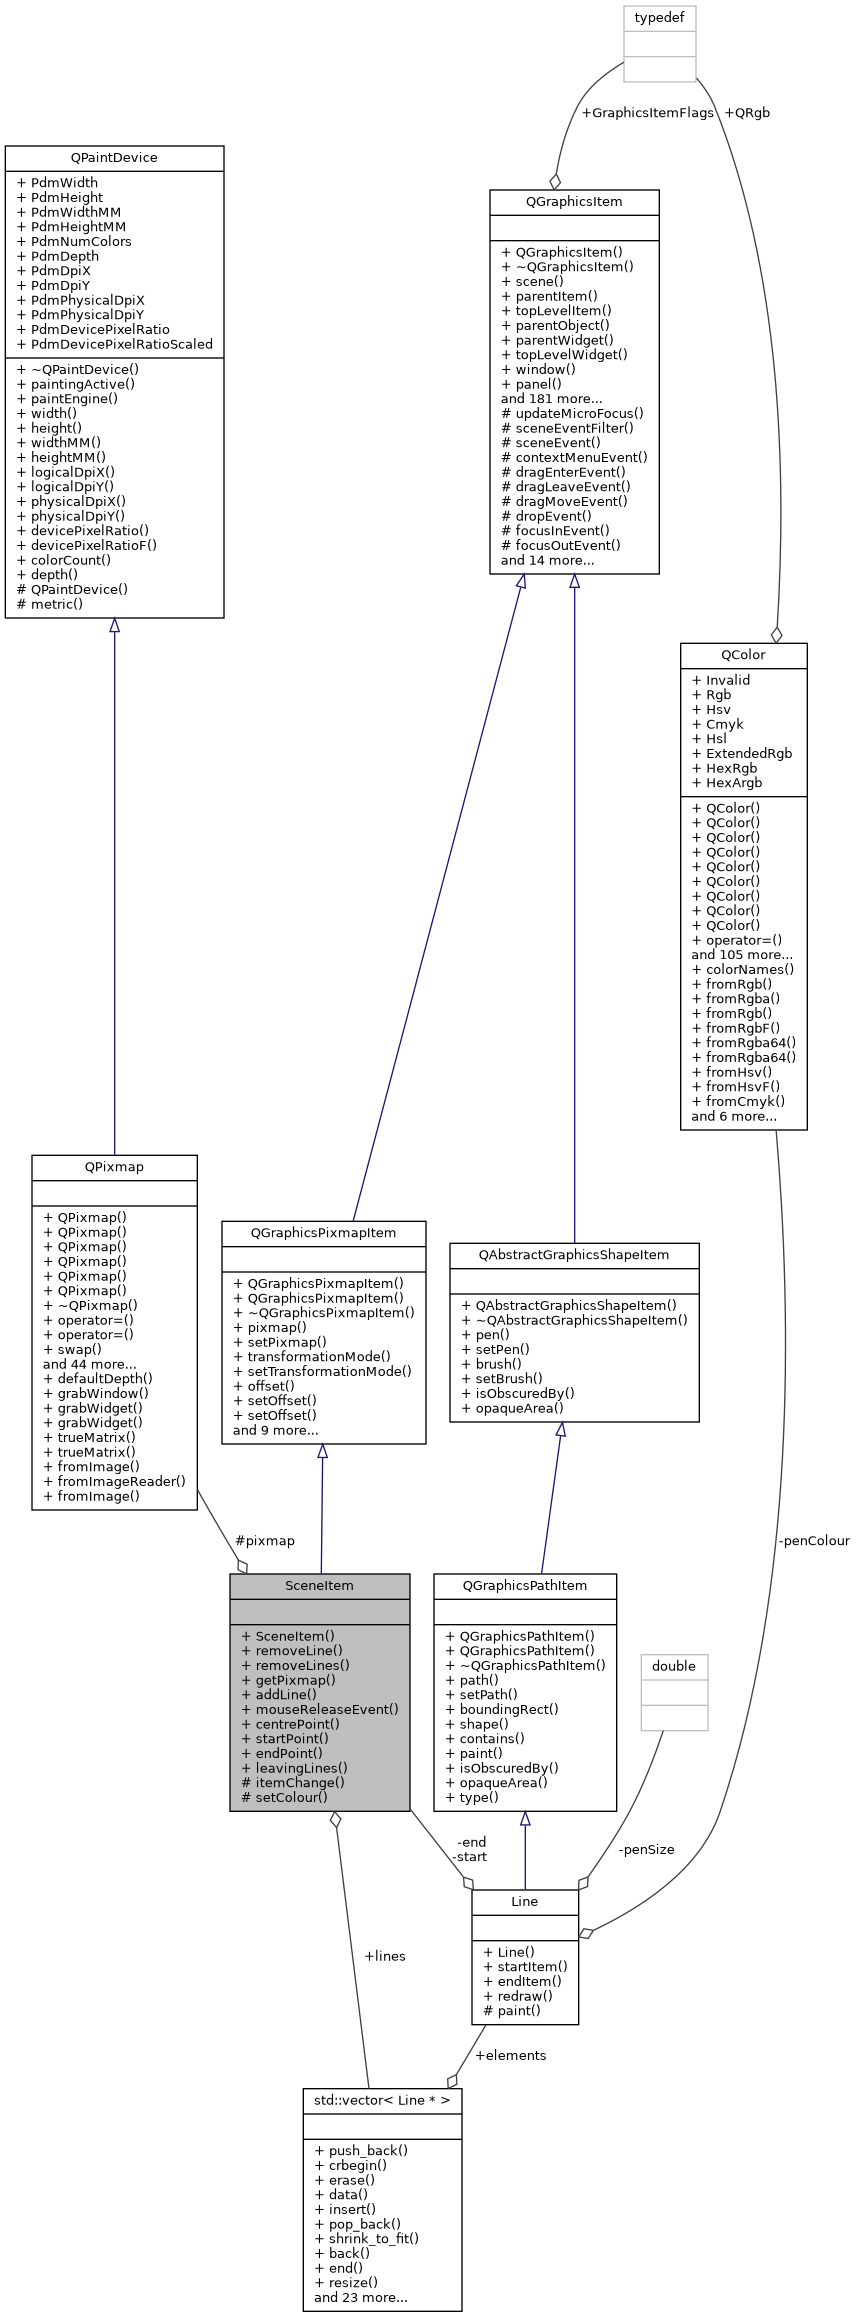 typedef
+GraphicsItemFlags
+QRgb
QPaintDevice
+ PdmWidth
+ PdmHeight
+ PdmWidthMM
+ PdmHeightMM
+ PdmNumColors
+ PdmDepth
+ PdmDpiX
+ PdmDpiY
+ PdmPhysicalDpiX
+ PdmPhysicalDpiY
+ PdmDevicePixelRatio
+ PdmDevicePixelRatioScaled
+ ~QPaintDevice()
+ paintingActive()
+ paintEngine()
+ width()
+ height()
+ widthMM()
+ heightMM()
+ logicalDpiX()
+ logicalDpiY()
+ physicalDpiX()
+ physicalDpiY()
+ devicePixelRatio()
+ devicePixelRatioF()
+ colorCount()
+ depth()
# QPaintDevice()
# metric()
QGraphicsItem
+ QGraphicsItem()
+ ~QGraphicsItem()
+ scene()
+ parentItem()
+ topLevelItem()
+ parentObject()
+ parentWidget()
+ topLevelWidget()
+ window()
+ panel()
and 181 more...
# updateMicroFocus()
# sceneEventFilter()
# sceneEvent()
# contextMenuEvent()
# dragEnterEvent()
# dragLeaveEvent()
# dragMoveEvent()
# dropEvent()
# focusInEvent()
# focusOutEvent()
and 14 more...
QColor
+ Invalid
+ Rgb
+ Hsv
+ Cmyk
+ Hsl
+ ExtendedRgb
+ HexRgb
+ HexArgb
+ QColor()
+ QColor()
+ QColor()
+ QColor()
+ QColor()
+ QColor()
+ QColor()
+ QColor()
+ QColor()
+ operator=()
and 105 more...
+ colorNames()
+ fromRgb()
+ fromRgba()
+ fromRgb()
+ fromRgbF()
+ fromRgba64()
+ fromRgba64()
+ fromHsv()
+ fromHsvF()
+ fromCmyk()
and 6 more...
QPixmap
+ QPixmap()
+ QPixmap()
+ QPixmap()
+ QPixmap()
+ QPixmap()
+ QPixmap()
+ ~QPixmap()
+ operator=()
+ operator=()
+ swap()
and 44 more...
+ defaultDepth()
+ grabWindow()
+ grabWidget()
+ grabWidget()
+ trueMatrix()
+ trueMatrix()
+ fromImage()
+ fromImageReader()
+ fromImage()
QGraphicsPixmapItem
+ QGraphicsPixmapItem()
+ QGraphicsPixmapItem()
+ ~QGraphicsPixmapItem()
+ pixmap()
+ setPixmap()
+ transformationMode()
+ setTransformationMode()
+ offset()
+ setOffset()
+ setOffset()
and 9 more...
QAbstractGraphicsShapeItem
+ QAbstractGraphicsShapeItem()
+ ~QAbstractGraphicsShapeItem()
+ pen()
+ setPen()
+ brush()
+ setBrush()
+ isObscuredBy()
+ opaqueArea()
#pixmap
-penColour
SceneItem
+ SceneItem()
+ removeLine()
+ removeLines()
+ getPixmap()
+ addLine()
+ mouseReleaseEvent()
+ centrePoint()
+ startPoint()
+ endPoint()
+ leavingLines()
# itemChange()
# setColour()
QGraphicsPathItem
+ QGraphicsPathItem()
+ QGraphicsPathItem()
+ ~QGraphicsPathItem()
+ path()
+ setPath()
+ boundingRect()
+ shape()
+ contains()
+ paint()
+ isObscuredBy()
+ opaqueArea()
+ type()
double
-end
-start
-penSize
Line
+ Line()
+ startItem()
+ endItem()
+ redraw()
# paint()
+lines
+elements
std::vector< Line * >
+ push_back()
+ crbegin()
+ erase()
+ data()
+ insert()
+ pop_back()
+ shrink_to_fit()
+ back()
+ end()
+ resize()
and 23 more...